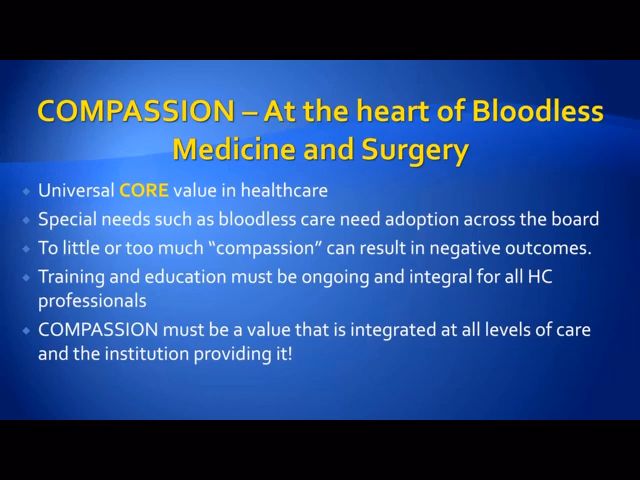 COMPASSION – At the heart of Bloodless
Medicine and Surgery
Universal CORE value in healthcare
Special needs such as bloodless care need adoption across the board
To little or too much “compassion” can result in negative outcomes.
Training and education must be ongoing and integral for all HC
professionals
COMPASSION must be a value that is integrated at all levels of care
and the institution providing it!